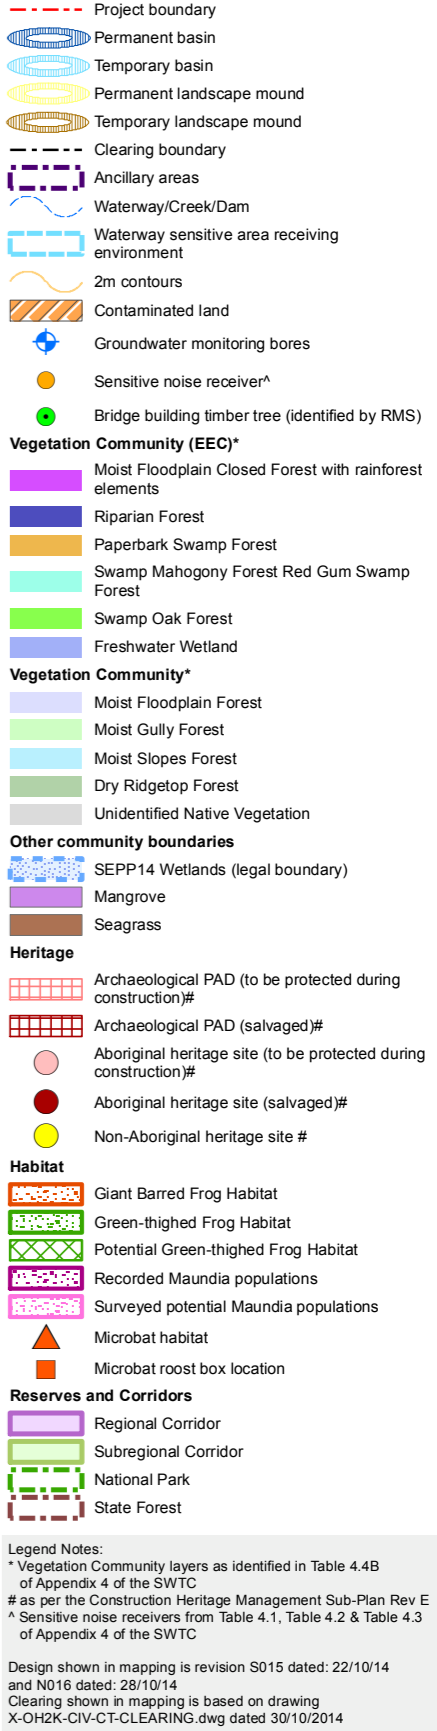 Project boundary
Permanent basin
Temporary basin
Permanent landscape mound
Temporary landscape mound
Clearing boundary
Ancillary areas
Waterway/Creek/Dam
Waterway sensitive area receiving
environment
2m contours
Contaminated land
Groundwater monitoring bores
Sensitive noise receiver^
Bridge building timber tree (identified by RMS)
Vegetation Community (EEC)*
Moist Floodplain Closed Forest with rainforest
elements
Riparian Forest
Paperbark Swamp Forest
Swamp Mahogony Forest Red Gum Swamp
Forest
Swamp Oak Forest
Freshwater Wetland
Vegetation Community*
Moist Floodplain Forest
Moist Gully Forest
Moist Slopes Forest
Dry Ridgetop Forest
Unidentified Native Vegetation
Other community boundaries
SEPP14 Wetlands (legal boundary)
Mangrove
Seagrass
Heritage
Archaeological PAD (to be protected during
construction)#
Archaeological PAD (salvaged)#
Aboriginal heritage site (to be protected during
construction)#
Aboriginal heritage site (salvaged)#
Non-Aboriginal heritage site #
Habitat
Giant Barred Frog Habitat
Green-thighed Frog Habitat
Potential Green-thighed Frog Habitat
Recorded Maundia populations
Surveyed potential Maundia populations
Microbat habitat
Microbat roost box location
Reserves and Corridors
Regional Corridor
Subregional Corridor
National Park
State Forest
Legend Notes:
* Vegetation Community layers as identified in Table 4.4B
of Appendix 4 of the SWTC
# as per the Construction Heritage Management Sub-Plan Rev E
^ Sensitive noise receivers from Table 4.1, Table 4.2 & Table 4.3
of Appendix 4 of the SWTC
Design shown in mapping is revision S015 dated: 22/10/14
and N016 dated: 28/10/14
Clearing shown in mapping is based on drawing
X-OH2K-CIV-CT-CLEARING.dwg dated 30/10/2014